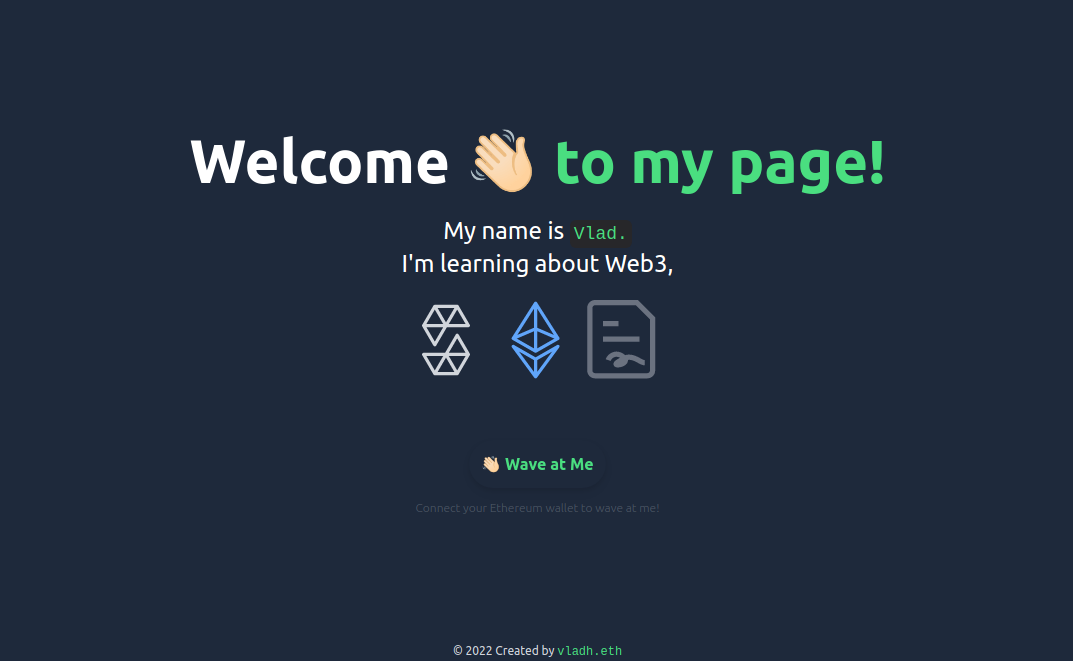 Welcome 👋🏻 to my page!
My name is Vlad.
I'm learning about Web3,
👋🏻 Wave at Me
Connect your Ethereum wallet to wave at me!
© 2022 Created by vladh.eth